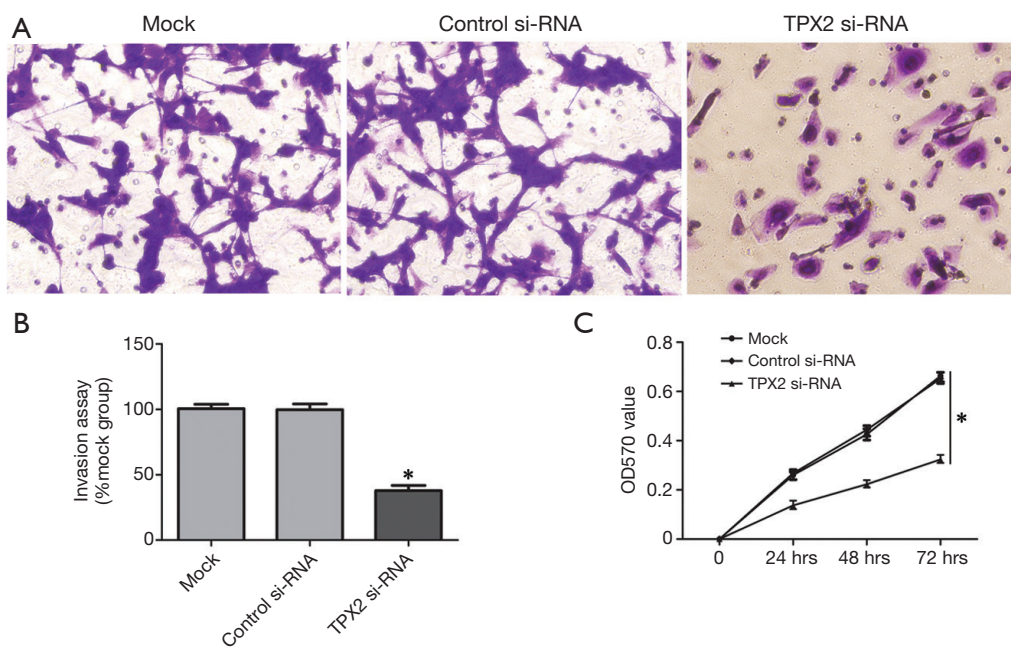 A
Mock
Control si-RNA
TPX2 si-RNA
B
Invasion assay
(%mock group)
150
100
50
0
*
Mock
Control si-RNA
TPX2 si-RNA
C
OD570 value
0.8
0.6
0.4
0.2
0
Mock
Control si-RNA
TPX2 si-RNA
*
0
24 hrs
48 hrs
72 hrs